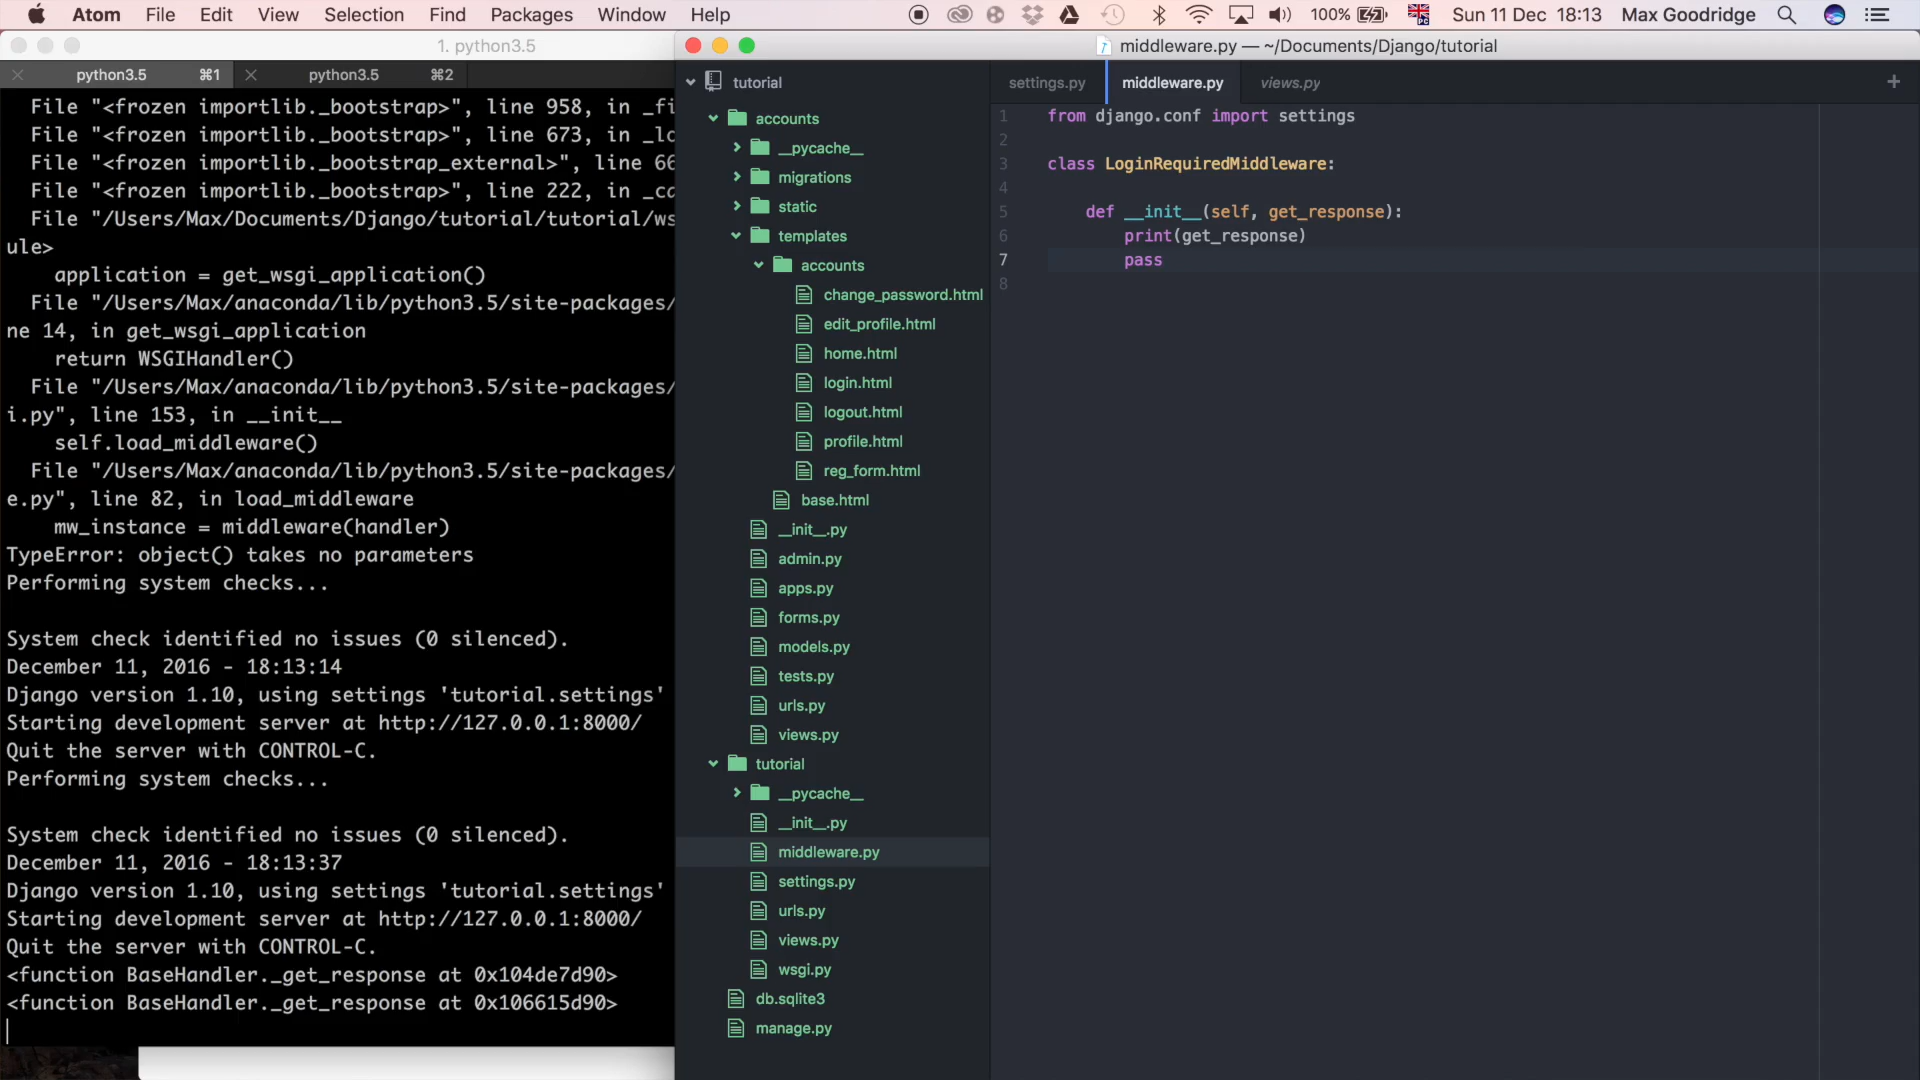 Atom File Edit View Selection Find Packages Window Help 100% Sun 11 Dec 18:13 Max Goodridge
1. python3.5
python3.5 ⌘1 python3.5 ⌘2
File "<frozen importlib._bootstrap>", line 958, in _fi
File "<frozen importlib._bootstrap>", line 673, in _lo
File "<frozen importlib._bootstrap_external>", line 66
File "<frozen importlib._bootstrap>", line 222, in _ca
File "/Users/Max/Documents/Django/tutorial/tutorial/ws
ule>
application = get_wsgi_application()
File "/Users/Max/anaconda/lib/python3.5/site-packages/
ne 14, in get_wsgi_application
return WSGIHandler()
File "/Users/Max/anaconda/lib/python3.5/site-packages/
i.py", line 153, in __init__
self.load_middleware()
File "/Users/Max/anaconda/lib/python3.5/site-packages/
e.py", line 82, in load_middleware
mw_instance = middleware(handler)
TypeError: object() takes no parameters
Performing system checks...
System check identified no issues (0 silenced).
December 11, 2016 - 18:13:14
Django version 1.10, using settings 'tutorial.settings'
Starting development server at http://127.0.0.1:8000/
Quit the server with CONTROL-C.
Performing system checks...
System check identified no issues (0 silenced).
December 11, 2016 - 18:13:37
Django version 1.10, using settings 'tutorial.settings'
Starting development server at http://127.0.0.1:8000/
Quit the server with CONTROL-C.
<function BaseHandler._get_response at 0x104de7d90>
<function BaseHandler._get_response at 0x106615d90>
middleware.py — ~/Documents/Django/tutorial
tutorial
accounts
__pycache__
migrations
static
templates
accounts
change_password.html
edit_profile.html
home.html
login.html
logout.html
profile.html
reg_form.html
base.html
__init__.py
admin.py
apps.py
forms.py
models.py
tests.py
urls.py
views.py
tutorial
__pycache__
__init__.py
middleware.py
settings.py
urls.py
views.py
wsgi.py
db.sqlite3
manage.py
settings.py middleware.py views.py
1 from django.conf import settings
2
3 class LoginRequiredMiddleware:
4
5 def __init__(self, get_response):
6 print(get_response)
7 pass
8